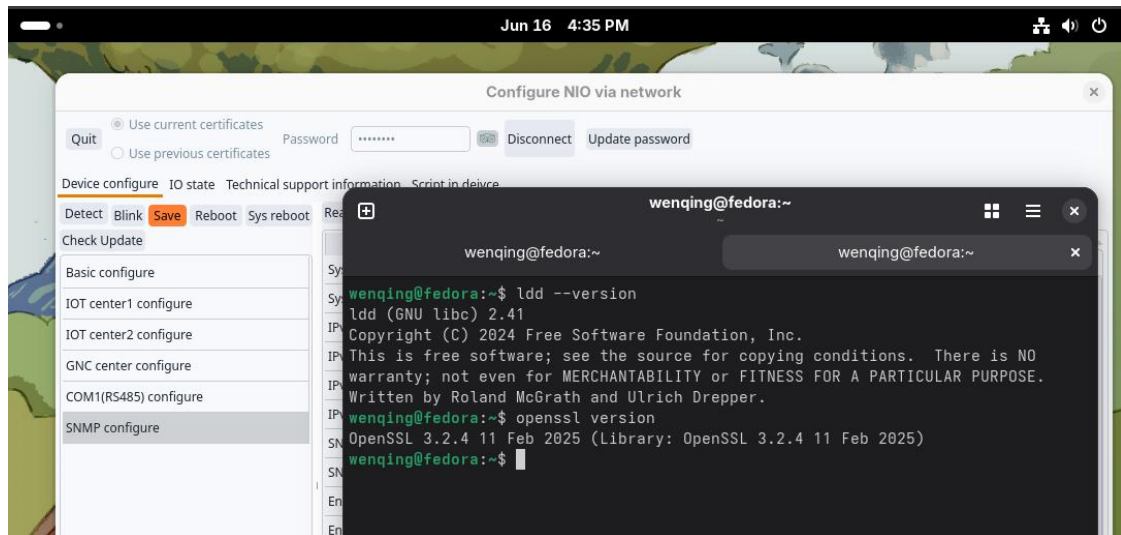 Jun 16 4:35 PM
Configure NIO via network
Quit
Use current certificates
Use previous certificates
Password
********
Disconnect
Update password
Device configure IO state Technical support information Script in deivce
Detect Blink Save Reboot Sys reboot
Check Update
Basic configure
IOT center1 configure
IOT center2 configure
GNC center configure
COM1(RS485) configure
SNMP configure
wenqing@fedora:~
~
wenqing@fedora:~ wenqing@fedora:~
wenqing@fedora:~$ ldd --version
ldd (GNU libc) 2.41
Copyright (C) 2024 Free Software Foundation, Inc.
This is free software; see the source for copying conditions.  There is NO
warranty; not even for MERCHANTABILITY or FITNESS FOR A PARTICULAR PURPOSE.
Written by Roland McGrath and Ulrich Drepper.
wenqing@fedora:~$ openssl version
OpenSSL 3.2.4 11 Feb 2025 (Library: OpenSSL 3.2.4 11 Feb 2025)
wenqing@fedora:~$